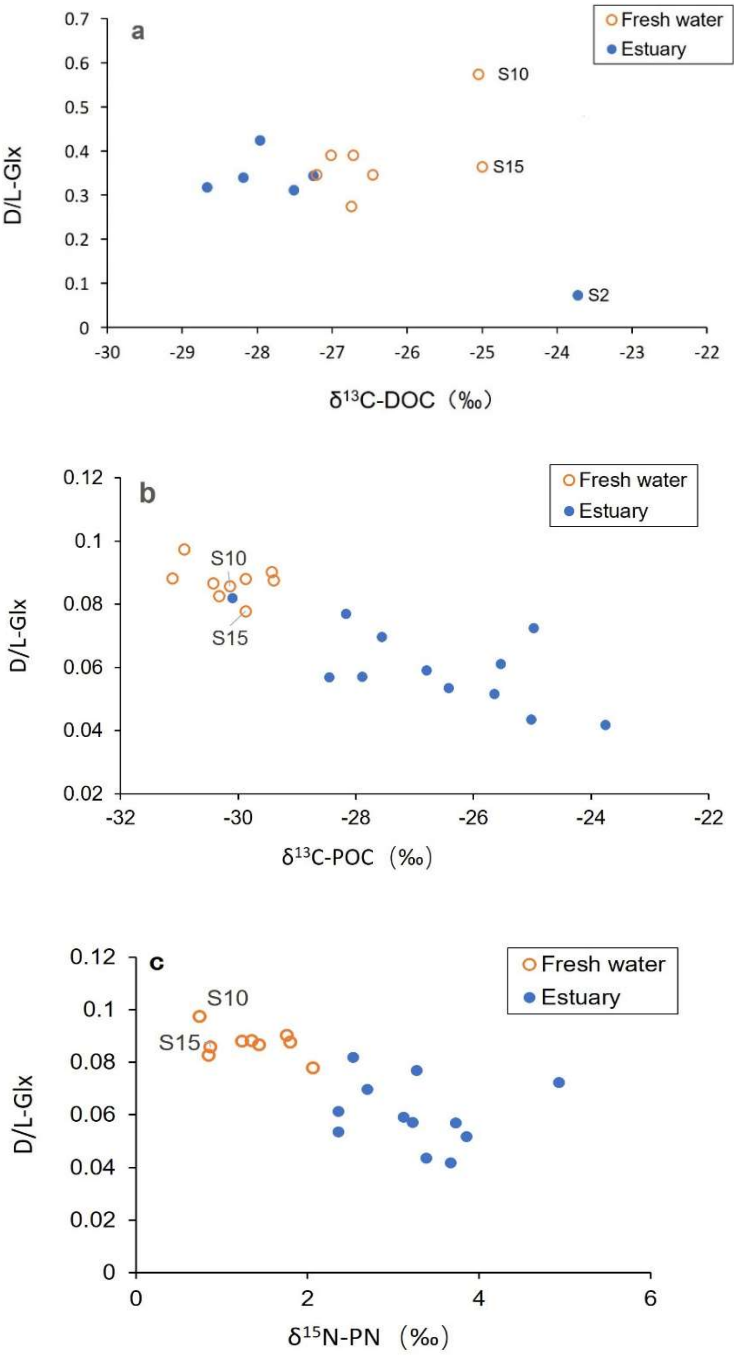 a
Fresh water
Estuary
0.7
0.6
0.5
0.4
0.3
0.2
0.1
0
D/L-Glx
S10
S15
S2
-30 -29 -28 -27 -26 -25 -24 -23 -22
δ¹³C-DOC（‰）
b
Fresh water
Estuary
0.12
0.1
0.08
0.06
0.04
0.02
D/L-Glx
S10
S15
-32 -30 -28 -26 -24 -22
δ¹³C-POC（‰）
c
Fresh water
Estuary
0.12
0.1
0.08
0.06
0.04
0.02
0
D/L-Glx
S10
S15
0 2 4 6
δ¹⁵N-PN（‰）